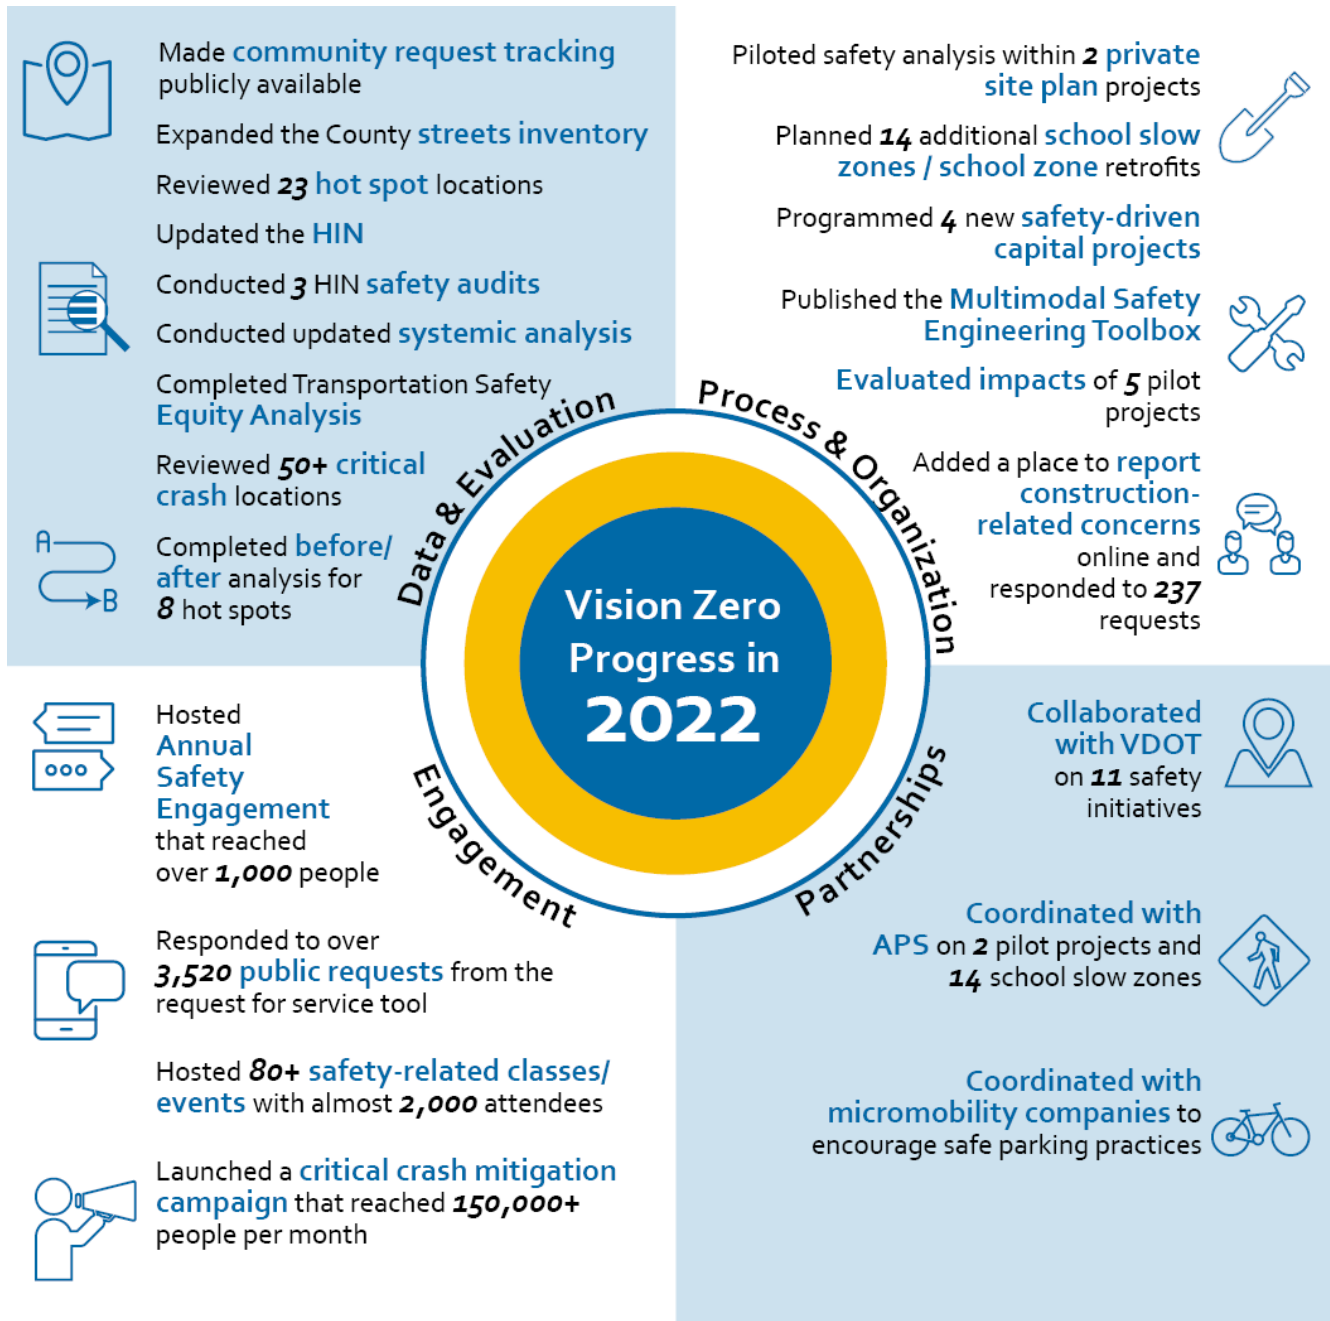 Made community request tracking
publicly available
Expanded the County streets inventory
Reviewed 23 hot spot locations
Updated the HIN
Conducted 3 HIN safety audits
Conducted updated systemic analysis
Completed Transportation Safety
Equity Analysis
Reviewed 50+ critical
crash locations
A
B
Completed before/
after analysis for
8 hot spots
Data & Evaluation
Piloted safety analysis within 2 private
site plan projects
Planned 14 additional school slow
zones / school zone retrofits
Programmed 4 new safety-driven
capital projects
Published the Multimodal Safety
Engineering Toolbox
Evaluated impacts of 5 pilot
projects
Added a place to report
construction-
related concerns
online and
responded to 237
requests
Process & Organization
Vision Zero
Progress in
2022
Hosted
Annual
Safety
Engagement
that reached
over 1,000 people
Responded to over
3,520 public requests from the
request for service tool
Hosted 80+ safety-related classes/
events with almost 2,000 attendees
Launched a critical crash mitigation
campaign that reached 150,000+
people per month
Engagement
Collaborated
with VDOT
on 11 safety
initiatives
Coordinated with
APS on 2 pilot projects and
14 school slow zones
Coordinated with
micromobility companies to
encourage safe parking practices
Partnerships